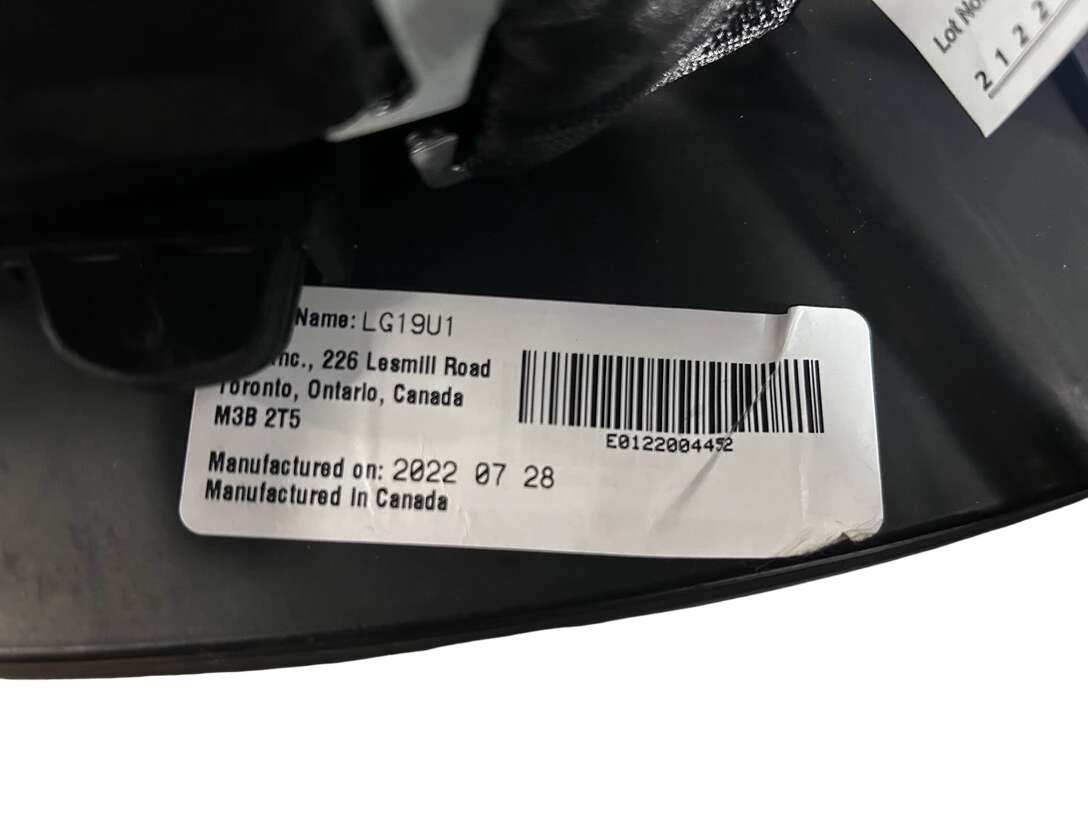 Lot No.
2 1 2 2
Name: LG19U1
Inc., 226 Lesmill Road
Toronto, Ontario, Canada
M3B 2T5
E0122004452
Manufactured on: 2022 07 28
Manufactured In Canada